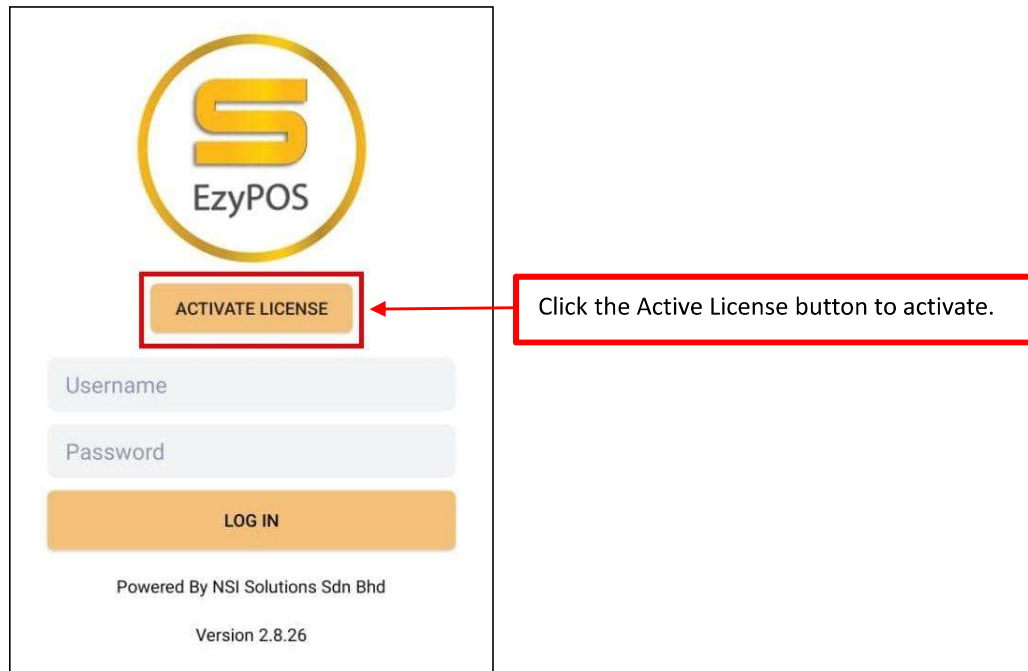 EzyPOS
ACTIVATE LICENSE
Click the Active License button to activate.
Username
Password
LOG IN
Powered By NSI Solutions Sdn Bhd
Version 2.8.26